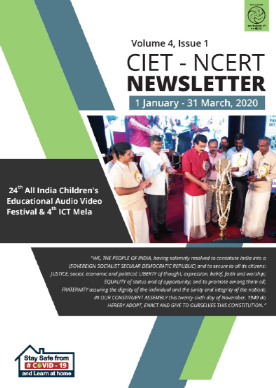 Volume 4, Issue 1
CIET - NCERT
NEWSLETTER
1 January - 31 March, 2020
24th All India Children's
Educational Audio Video
Festival & 4th ICT Mela
"WE, THE PEOPLE OF INDIA, having solemnly resolved to constitute India into a
(SOVEREIGN SOCIALIST SECULAR DEMOCRATIC REPUBLIC) and to secure to all its citizens:
JUSTICE, social, economic and political; LIBERTY of thought, expression, belief, faith and worship;
EQUALITY of status and of opportunity; and to promote among them all;
FRATERNITY assuring the dignity of the individual and the (unity and integrity of the nation);
IN OUR CONSTITUENT ASSEMBLY this twenty-sixth day of November, 1949 do
HEREBY ADOPT, ENACT AND GIVE TO OURSELVES THIS CONSTITUTION."
Stay Safe from
# COVID - 19
and Learn at home